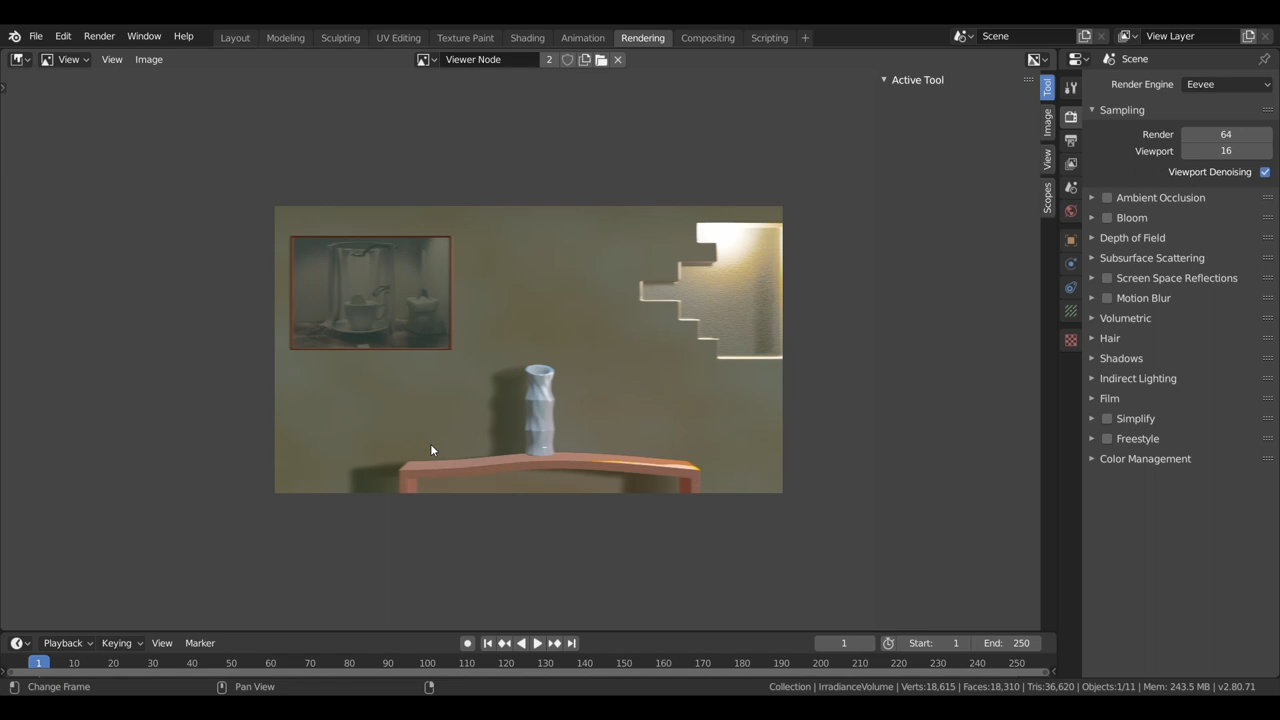 File Edit Render Window Help Layout Modeling Sculpting UV Editing Texture Paint Shading Animation Rendering Compositing Scripting + Scene View Layer
View View Image Viewer Node 2 Scene
Active Tool
Tool
Image
View
Scopes
Render Engine Eevee
Sampling
Render 64
Viewport 16
Viewport Denoising
Ambient Occlusion
Bloom
Depth of Field
Subsurface Scattering
Screen Space Reflections
Motion Blur
Volumetric
Hair
Shadows
Indirect Lighting
Film
Simplify
Freestyle
Color Management
Playback Keying View Marker 1 Start: 1 End: 250
1 10 20 30 40 50 60 70 80 90 100 110 120 130 140 150 160 170 180 190 200 210 220 230 240 250
Change Frame Pan View Collection | IrradianceVolume | Verts:18,615 | Faces:18,310 | Tris:36,620 | Objects:1/11 | Mem: 243.5 MB | v2.80.71